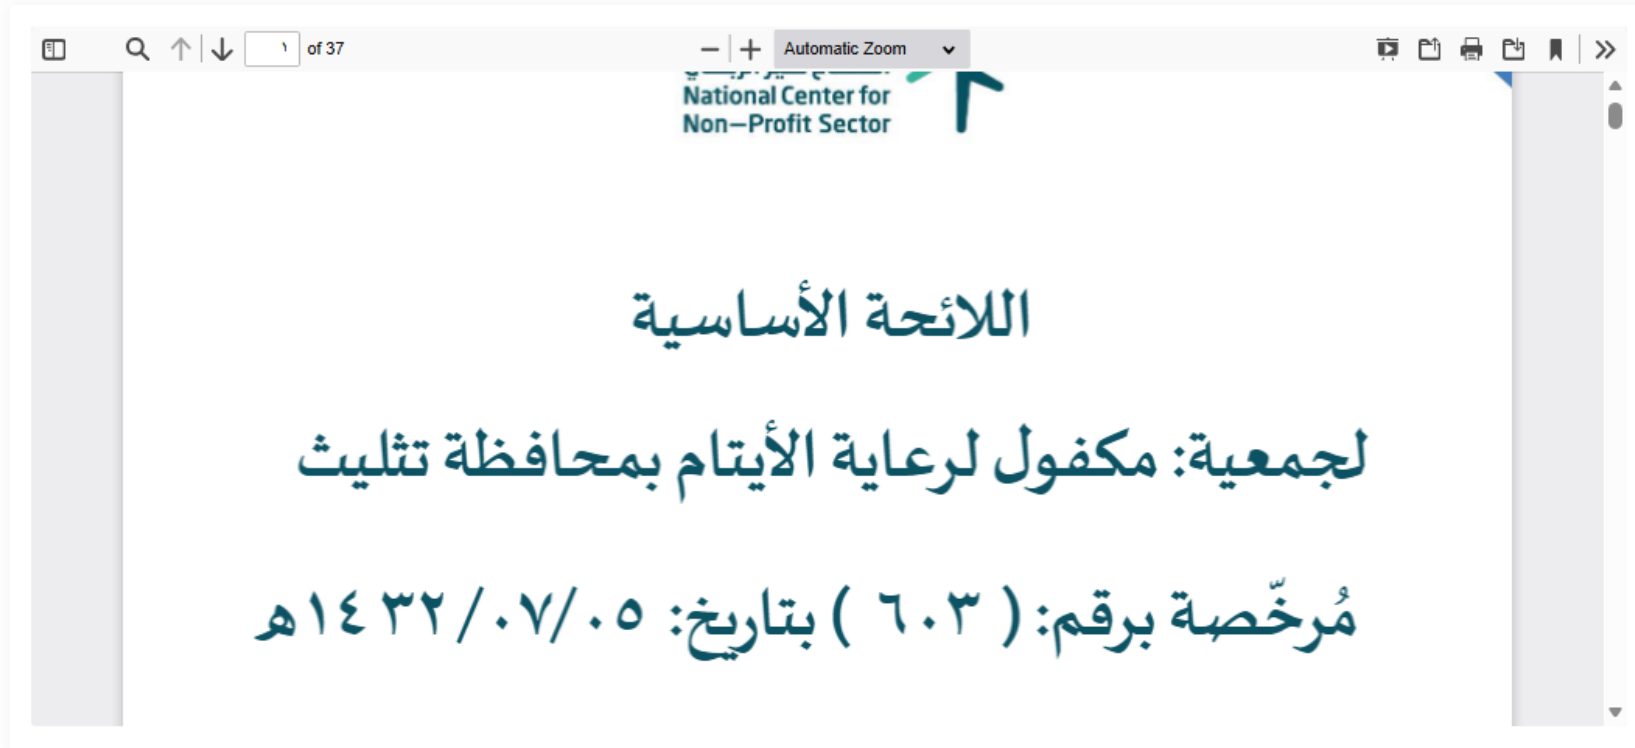 ١ of 37
Automatic Zoom
National Center for
Non–Profit Sector
اللائحة الأساسية
لجمعية: مكفول لرعاية الأيتام بمحافظة تثليث
مُرخّصة برقم: ( ٦٠٣ ) بتاريخ: ١٤٣٢/٠٧/٠٥هـ